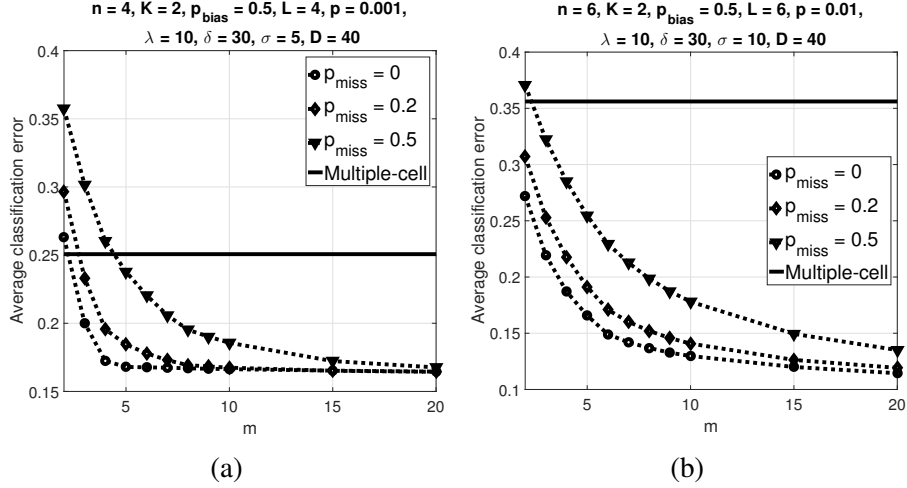 n = 4, K = 2, p_bias = 0.5, L = 4, p = 0.001,
λ = 10, δ = 30, σ = 5, D = 40
0.4
0.35
0.3
0.25
0.2
0.15
Average classification error
p_miss = 0
p_miss = 0.2
p_miss = 0.5
Multiple-cell
5 10 15 20
m
(a)
n = 6, K = 2, p_bias = 0.5, L = 6, p = 0.01,
λ = 10, δ = 30, σ = 10, D = 40
0.4
0.35
0.3
0.25
0.2
0.15
0.1
Average classification error
p_miss = 0
p_miss = 0.2
p_miss = 0.5
Multiple-cell
5 10 15 20
m
(b)